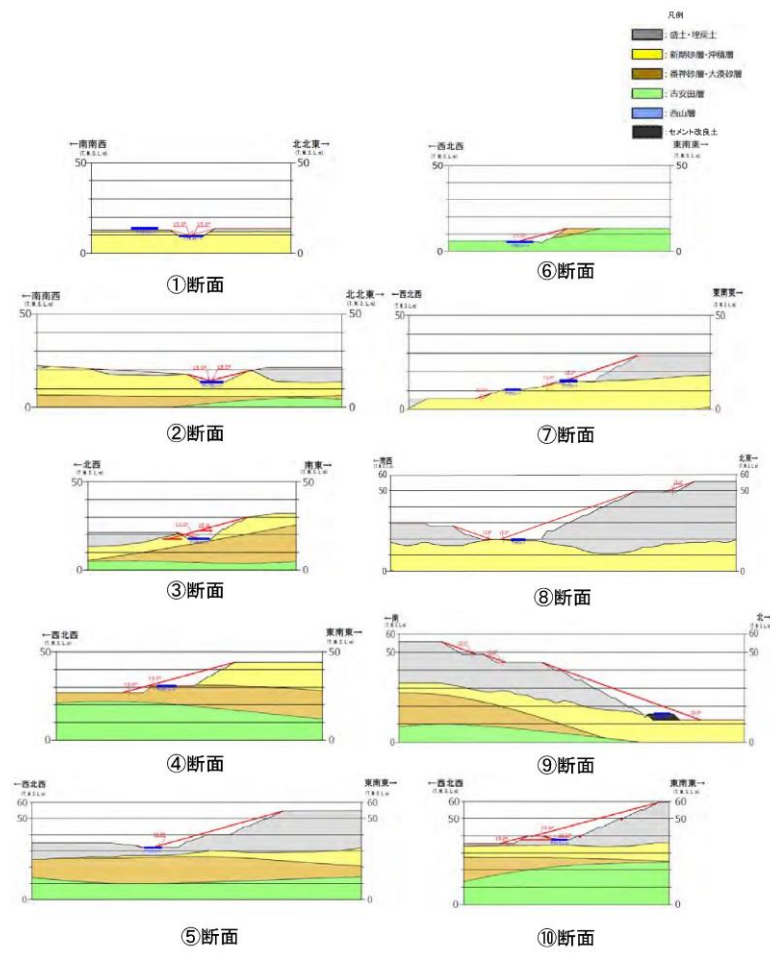 凡例
：盛土・埋戻土
：新期砂層・沖積層
：番神砂層・大湊砂層
：古安田層
：西山層
：セメント改良土
←南南西
(T.M.S.L.m)
北北東→
(T.M.S.L.m)
50
50
0
0
①断面
←西北西
(T.M.S.L.m)
東南東→
(T.M.S.L.m)
50
50
0
0
⑥断面
←南南西
(T.M.S.L.m)
北北東→
(T.M.S.L.m)
50
50
0
0
②断面
←西北西
(T.M.S.L.m)
東南東→
(T.M.S.L.m)
50
50
0
0
⑦断面
←北西
(T.M.S.L.m)
南東→
(T.M.S.L.m)
50
50
0
0
③断面
←南西
(T.M.S.L.m)
北東→
(T.M.S.L.m)
60
60
50
50
0
0
⑧断面
←西北西
(T.M.S.L.m)
東南東→
(T.M.S.L.m)
50
50
0
0
④断面
←南
(T.M.S.L.m)
北→
(T.M.S.L.m)
60
60
50
50
0
0
⑨断面
←西北西
(T.M.S.L.m)
東南東→
(T.M.S.L.m)
60
60
50
50
0
0
⑤断面
←西北西
(T.M.S.L.m)
東南東→
(T.M.S.L.m)
60
60
50
50
0
0
⑩断面